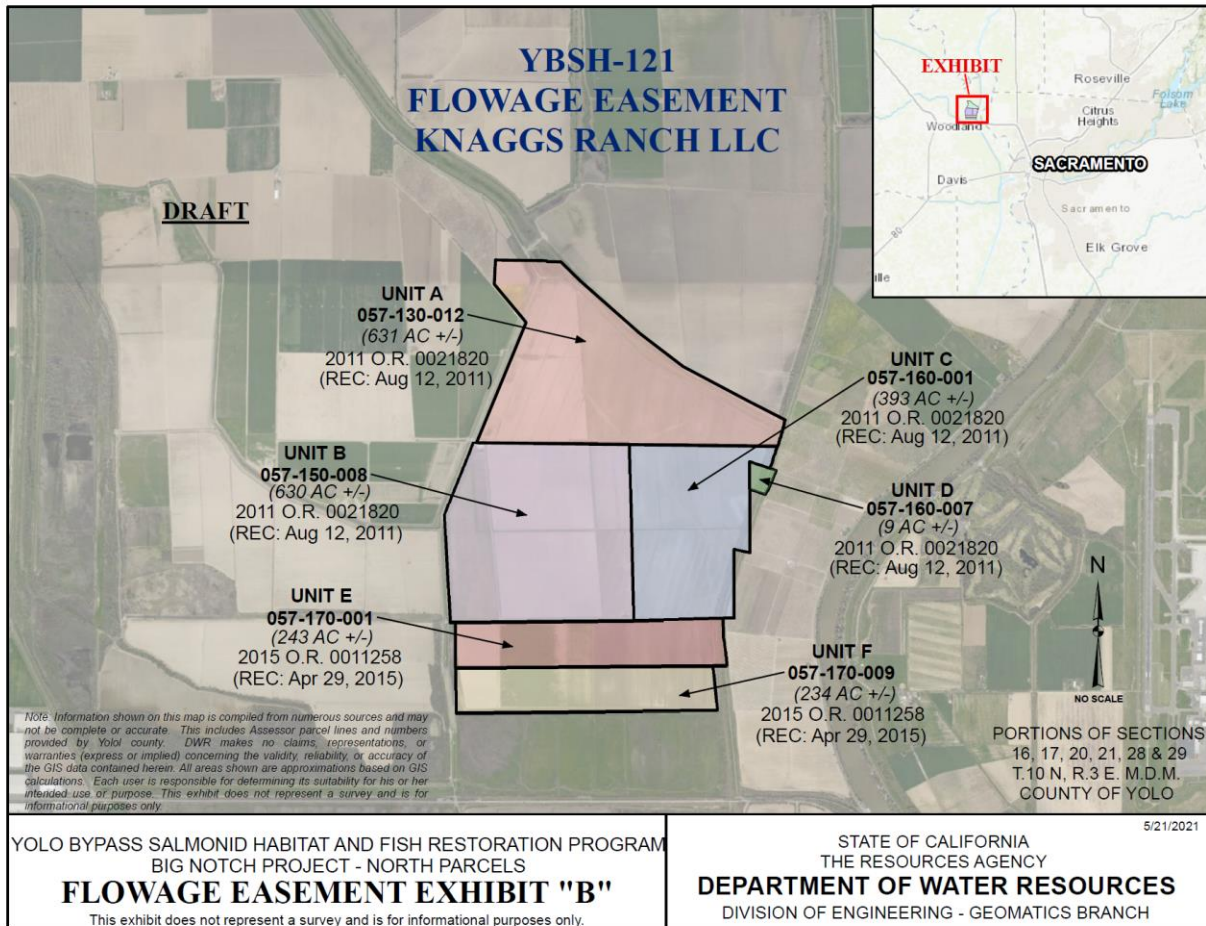 YBSH-121
FLOWAGE EASEMENT
KNAGGS RANCH LLC
DRAFT
EXHIBIT
Roseville
Folsom
Lake
Citrus
Heights
Woodland
SACRAMENTO
Davis
Sacramento
80
Elk Grove
ille
UNIT A
057-130-012
(631 AC +/-)
2011 O.R. 0021820
(REC: Aug 12, 2011)
UNIT B
057-150-008
(630 AC +/-)
2011 O.R. 0021820
(REC: Aug 12, 2011)
UNIT E
057-170-001
(243 AC +/-)
2015 O.R. 0011258
(REC: Apr 29, 2015)
UNIT C
057-160-001
(393 AC +/-)
2011 O.R. 0021820
(REC: Aug 12, 2011)
UNIT D
057-160-007
(9 AC +/-)
2011 O.R. 0021820
(REC: Aug 12, 2011)
UNIT F
057-170-009
(234 AC +/-)
2015 O.R. 0011258
(REC: Apr 29, 2015)
N
NO SCALE
PORTIONS OF SECTIONS
16, 17, 20, 21, 28 & 29
T.10 N, R.3 E. M.D.M.
COUNTY OF YOLO
Note: Information shown on this map is compiled from numerous sources and may
not be complete or accurate. This includes Assessor parcel lines and numbers
provided by Yolol county. DWR makes no claims, representations, or
warranties (express or implied) concerning the validity, reliability, or accuracy of
the GIS data contained herein. All areas shown are approximations based on GIS
calculations. Each user is responsible for determining its suitability for his or her
intended use or purpose. This exhibit does not represent a survey and is for
informational purposes only.
YOLO BYPASS SALMONID HABITAT AND FISH RESTORATION PROGRAM
BIG NOTCH PROJECT - NORTH PARCELS
FLOWAGE EASEMENT EXHIBIT "B"
This exhibit does not represent a survey and is for informational purposes only.
5/21/2021
STATE OF CALIFORNIA
THE RESOURCES AGENCY
DEPARTMENT OF WATER RESOURCES
DIVISION OF ENGINEERING - GEOMATICS BRANCH